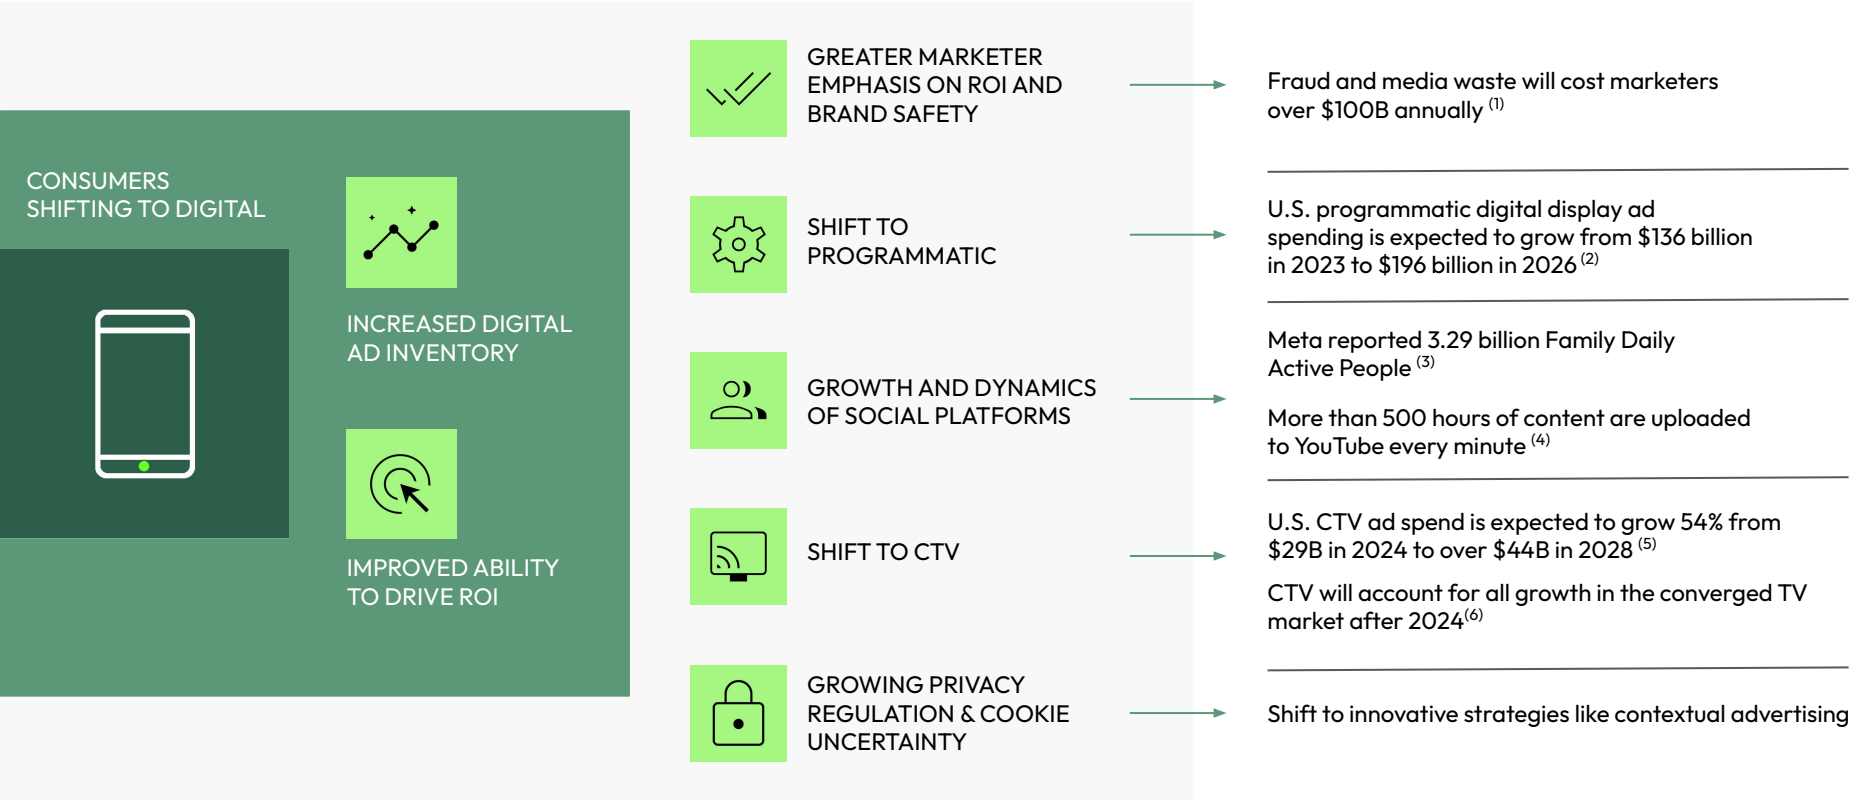 CONSUMERS
SHIFTING TO DIGITAL
INCREASED DIGITAL
AD INVENTORY
IMPROVED ABILITY
TO DRIVE ROI
GREATER MARKETER
EMPHASIS ON ROI AND
BRAND SAFETY
Fraud and media waste will cost marketers
over $100B annually (1)
SHIFT TO
PROGRAMMATIC
U.S. programmatic digital display ad
spending is expected to grow from $136 billion
in 2023 to $196 billion in 2026 (2)
GROWTH AND DYNAMICS
OF SOCIAL PLATFORMS
Meta reported 3.29 billion Family Daily
Active People (3)
More than 500 hours of content are uploaded
to YouTube every minute (4)
SHIFT TO CTV
U.S. CTV ad spend is expected to grow 54% from
$29B in 2024 to over $44B in 2028 (5)
CTV will account for all growth in the converged TV
market after 2024(6)
GROWING PRIVACY
REGULATION & COOKIE
UNCERTAINTY
Shift to innovative strategies like contextual advertising